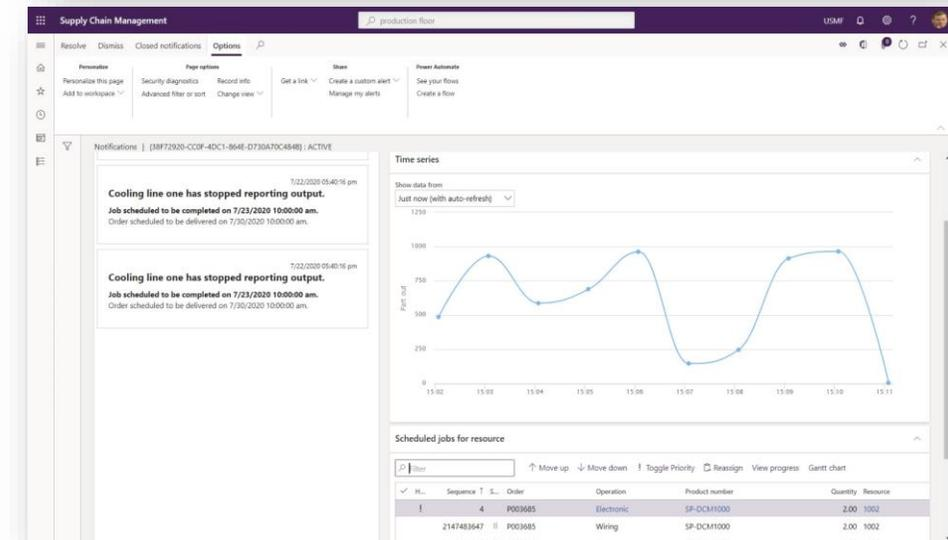 Supply Chain Management
production floor
USMF
?
Resolve Dismiss Closed notifications Options
Personalize
Personalize this page
Add to workspace
Page options
Security diagnostics Record info
Advanced filter or sort Change view
Share
Get a link Create a custom alert
Manage my alerts
Power Automate
See your flows
Create a flow
Notifications | {38F72920-CC0F-4DC1-864E-D730A70C484B} : ACTIVE
7/22/2020 05:40:16 pm
Cooling line one has stopped reporting output.
Job scheduled to be completed on 7/23/2020 10:00:00 am.
Order scheduled to be delivered on 7/30/2020 10:00:00 am.
7/22/2020 05:40:16 pm
Cooling line one has stopped reporting output.
Job scheduled to be completed on 7/23/2020 10:00:00 am.
Order scheduled to be delivered on 7/30/2020 10:00:00 am.
Time series
Show data from
Just now (with auto-refresh)
1250
1000
750
500
250
0
Part out
15:02 15:03 15:04 15:05 15:06 15:07 15:08 15:09 15:10 15:11
Scheduled jobs for resource
Filter
Move up Move down ! Toggle Priority Reassign View progress Gantt chart
H... Sequence S... Order Operation Product number Quantity Resource
! 4 P003685 Electronic SP-DCM1000 2.00 1002
2147483647 P003685 Wiring SP-DCM1000 2.00 1002